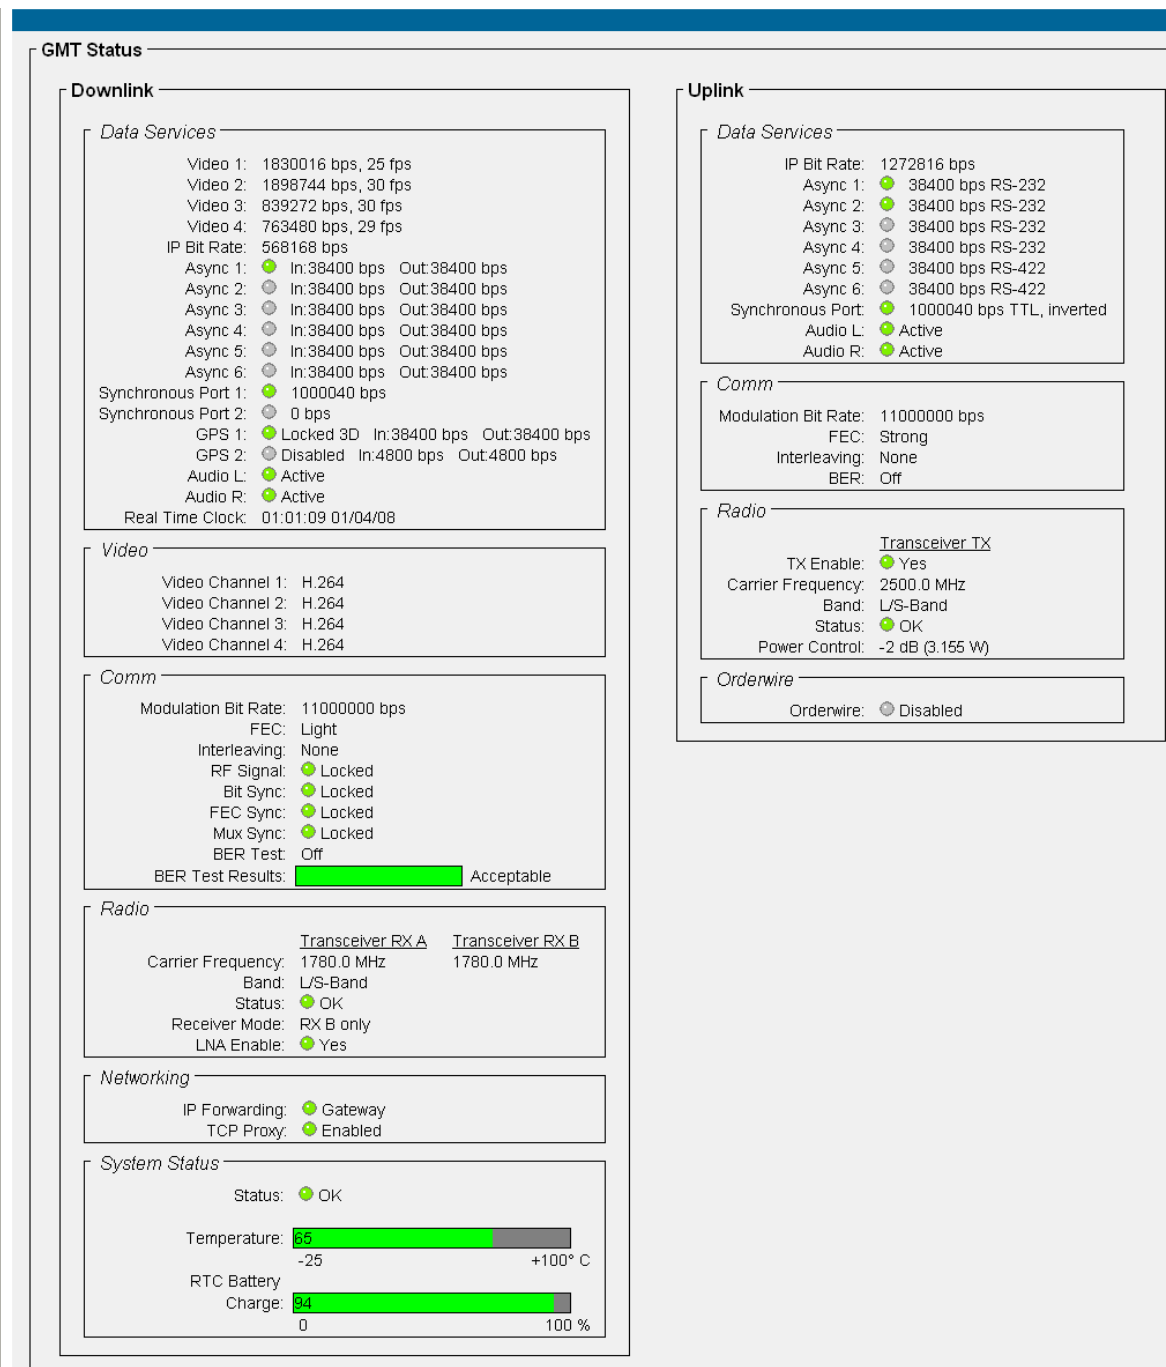 GMT Status
Downlink
Data Services
Video 1: 1830016 bps, 25 fps
Video 2: 1898744 bps, 30 fps
Video 3: 839272 bps, 30 fps
Video 4: 763480 bps, 29 fps
IP Bit Rate: 568168 bps
Async 1: In:38400 bps Out:38400 bps
Async 2: In:38400 bps Out:38400 bps
Async 3: In:38400 bps Out:38400 bps
Async 4: In:38400 bps Out:38400 bps
Async 5: In:38400 bps Out:38400 bps
Async 6: In:38400 bps Out:38400 bps
Synchronous Port 1: 1000040 bps
Synchronous Port 2: 0 bps
GPS 1: Locked 3D In:38400 bps Out:38400 bps
GPS 2: Disabled In:4800 bps Out:4800 bps
Audio L: Active
Audio R: Active
Real Time Clock: 01:01:09 01/04/08
Video
Video Channel 1: H.264
Video Channel 2: H.264
Video Channel 3: H.264
Video Channel 4: H.264
Comm
Modulation Bit Rate: 11000000 bps
FEC: Light
Interleaving: None
RF Signal: Locked
Bit Sync: Locked
FEC Sync: Locked
Mux Sync: Locked
BER Test: Off
BER Test Results: Acceptable
Radio
Transceiver RX A Transceiver RX B
Carrier Frequency: 1780.0 MHz 1780.0 MHz
Band: L/S-Band
Status: OK
Receiver Mode: RX B only
LNA Enable: Yes
Networking
IP Forwarding: Gateway
TCP Proxy: Enabled
System Status
Status: OK
Temperature: 65
-25 +100° C
RTC Battery
Charge: 94
0 100 %
Uplink
Data Services
IP Bit Rate: 1272816 bps
Async 1: 38400 bps RS-232
Async 2: 38400 bps RS-232
Async 3: 38400 bps RS-232
Async 4: 38400 bps RS-232
Async 5: 38400 bps RS-422
Async 6: 38400 bps RS-422
Synchronous Port: 1000040 bps TTL, inverted
Audio L: Active
Audio R: Active
Comm
Modulation Bit Rate: 11000000 bps
FEC: Strong
Interleaving: None
BER: Off
Radio
Transceiver TX
TX Enable: Yes
Carrier Frequency: 2500.0 MHz
Band: L/S-Band
Status: OK
Power Control: -2 dB (3.155 W)
Orderwire
Orderwire: Disabled